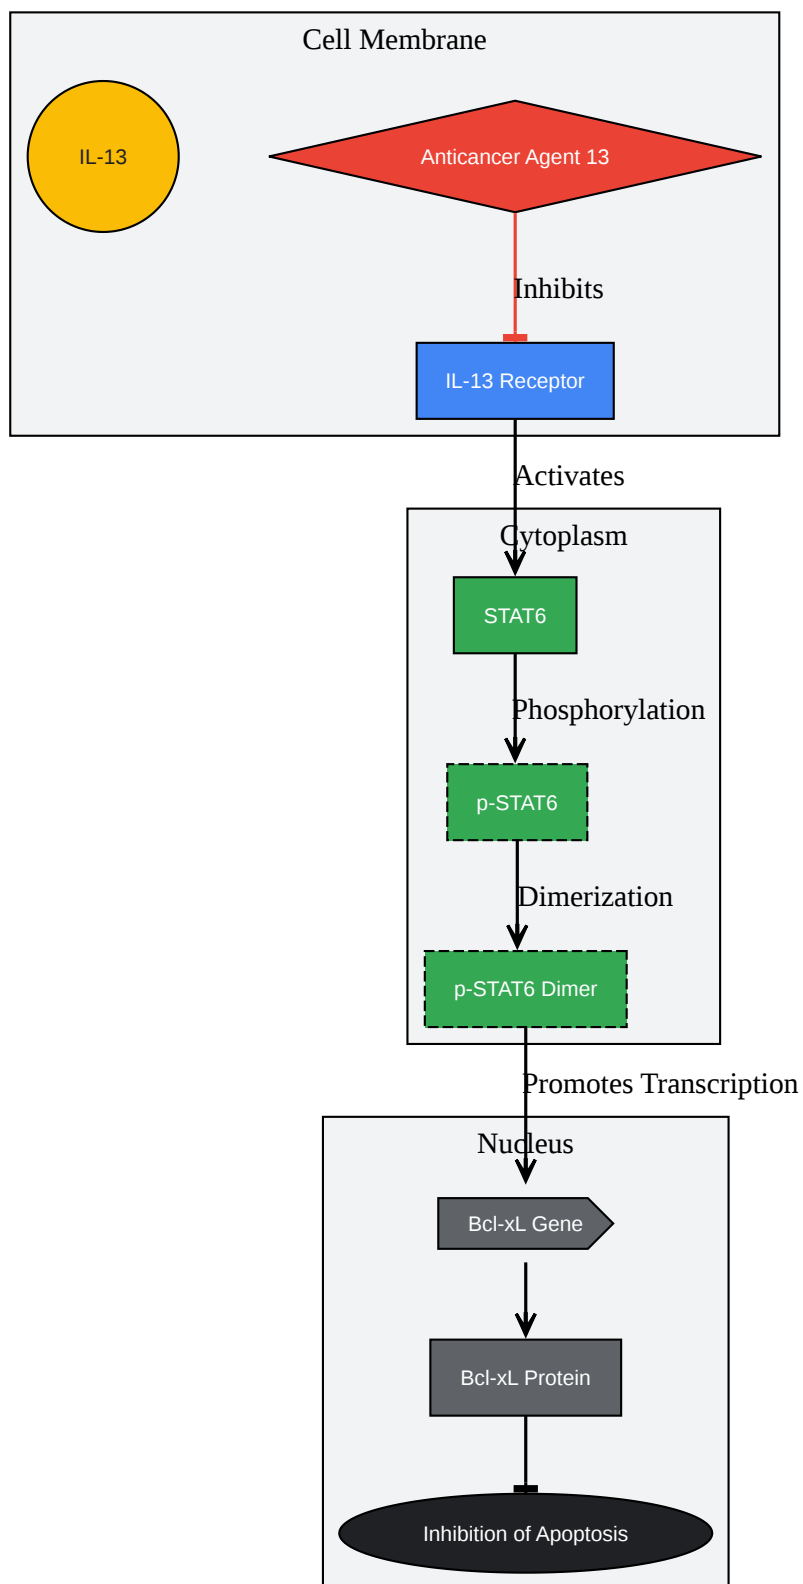 Cell Membrane
IL-13
Anticancer Agent 13
Inhibits
IL-13 Receptor
Activates
Cytoplasm
STAT6
Phosphorylation
p-STAT6
Dimerization
p-STAT6 Dimer
Promotes Transcription
Nucleus
Bcl-xL Gene
Bcl-xL Protein
Inhibition of Apoptosis